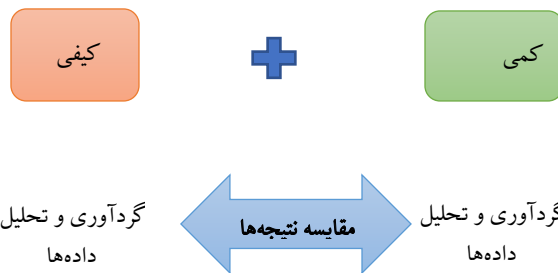 کمی
کیفی
گردآوری و تحلیل
داده‌ها
مقایسه نتیجه‌ها
گردآوری و تحلیل
داده‌ها